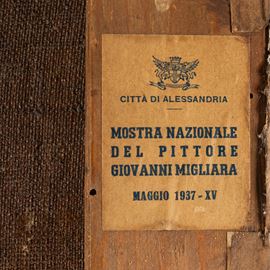 CITTÀ DI ALESSANDRIA
MOSTRA NAZIONALE
DEL PITTORE
GIOVANNI MIGLIARA
MAGGIO 1937 - XV